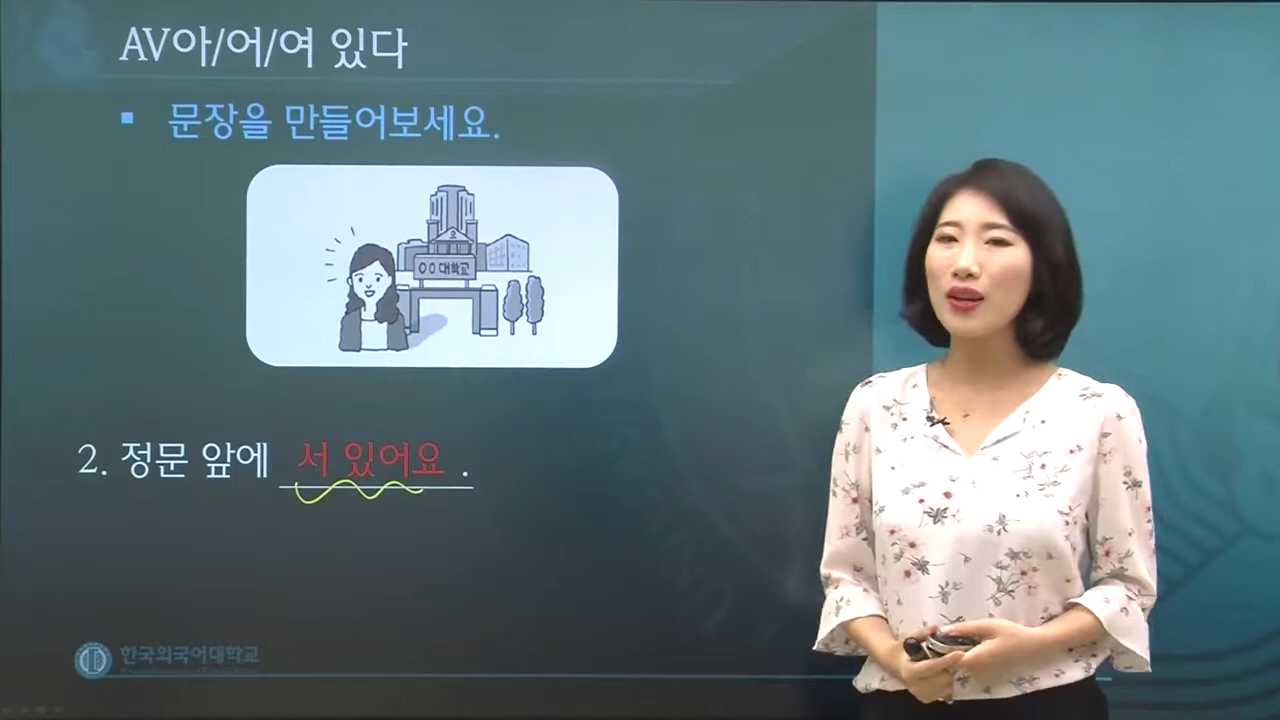 AV아/어/여 있다
▪ 문장을 만들어보세요.
OO대학교
2. 정문 앞에 서 있어요.
한국외국어대학교